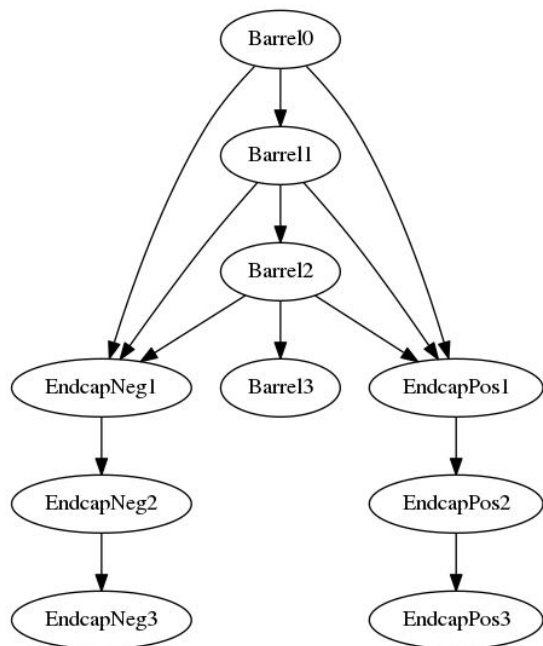 Barrel0
Barrel1
Barrel2
EndcapNeg1 Barrel3 EndcapPos1
EndcapNeg2 EndcapPos2
EndcapNeg3 EndcapPos3